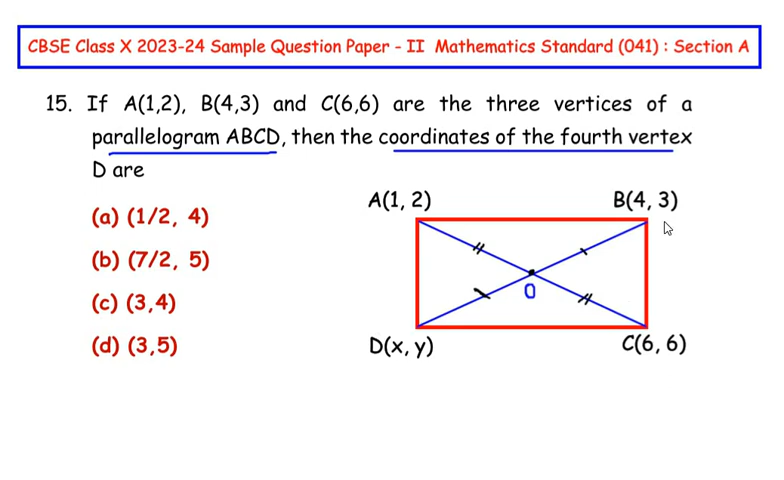 CBSE Class X 2023-24 Sample Question Paper - II Mathematics Standard (041) : Section A
15. If A(1,2), B(4,3) and C(6,6) are the three vertices of a
parallelogram ABCD, then the coordinates of the fourth vertex
D are
(a) (1/2, 4)
(b) (7/2, 5)
(c) (3,4)
(d) (3,5)
A(1, 2)
B(4, 3)
O
D(x, y)
C(6, 6)